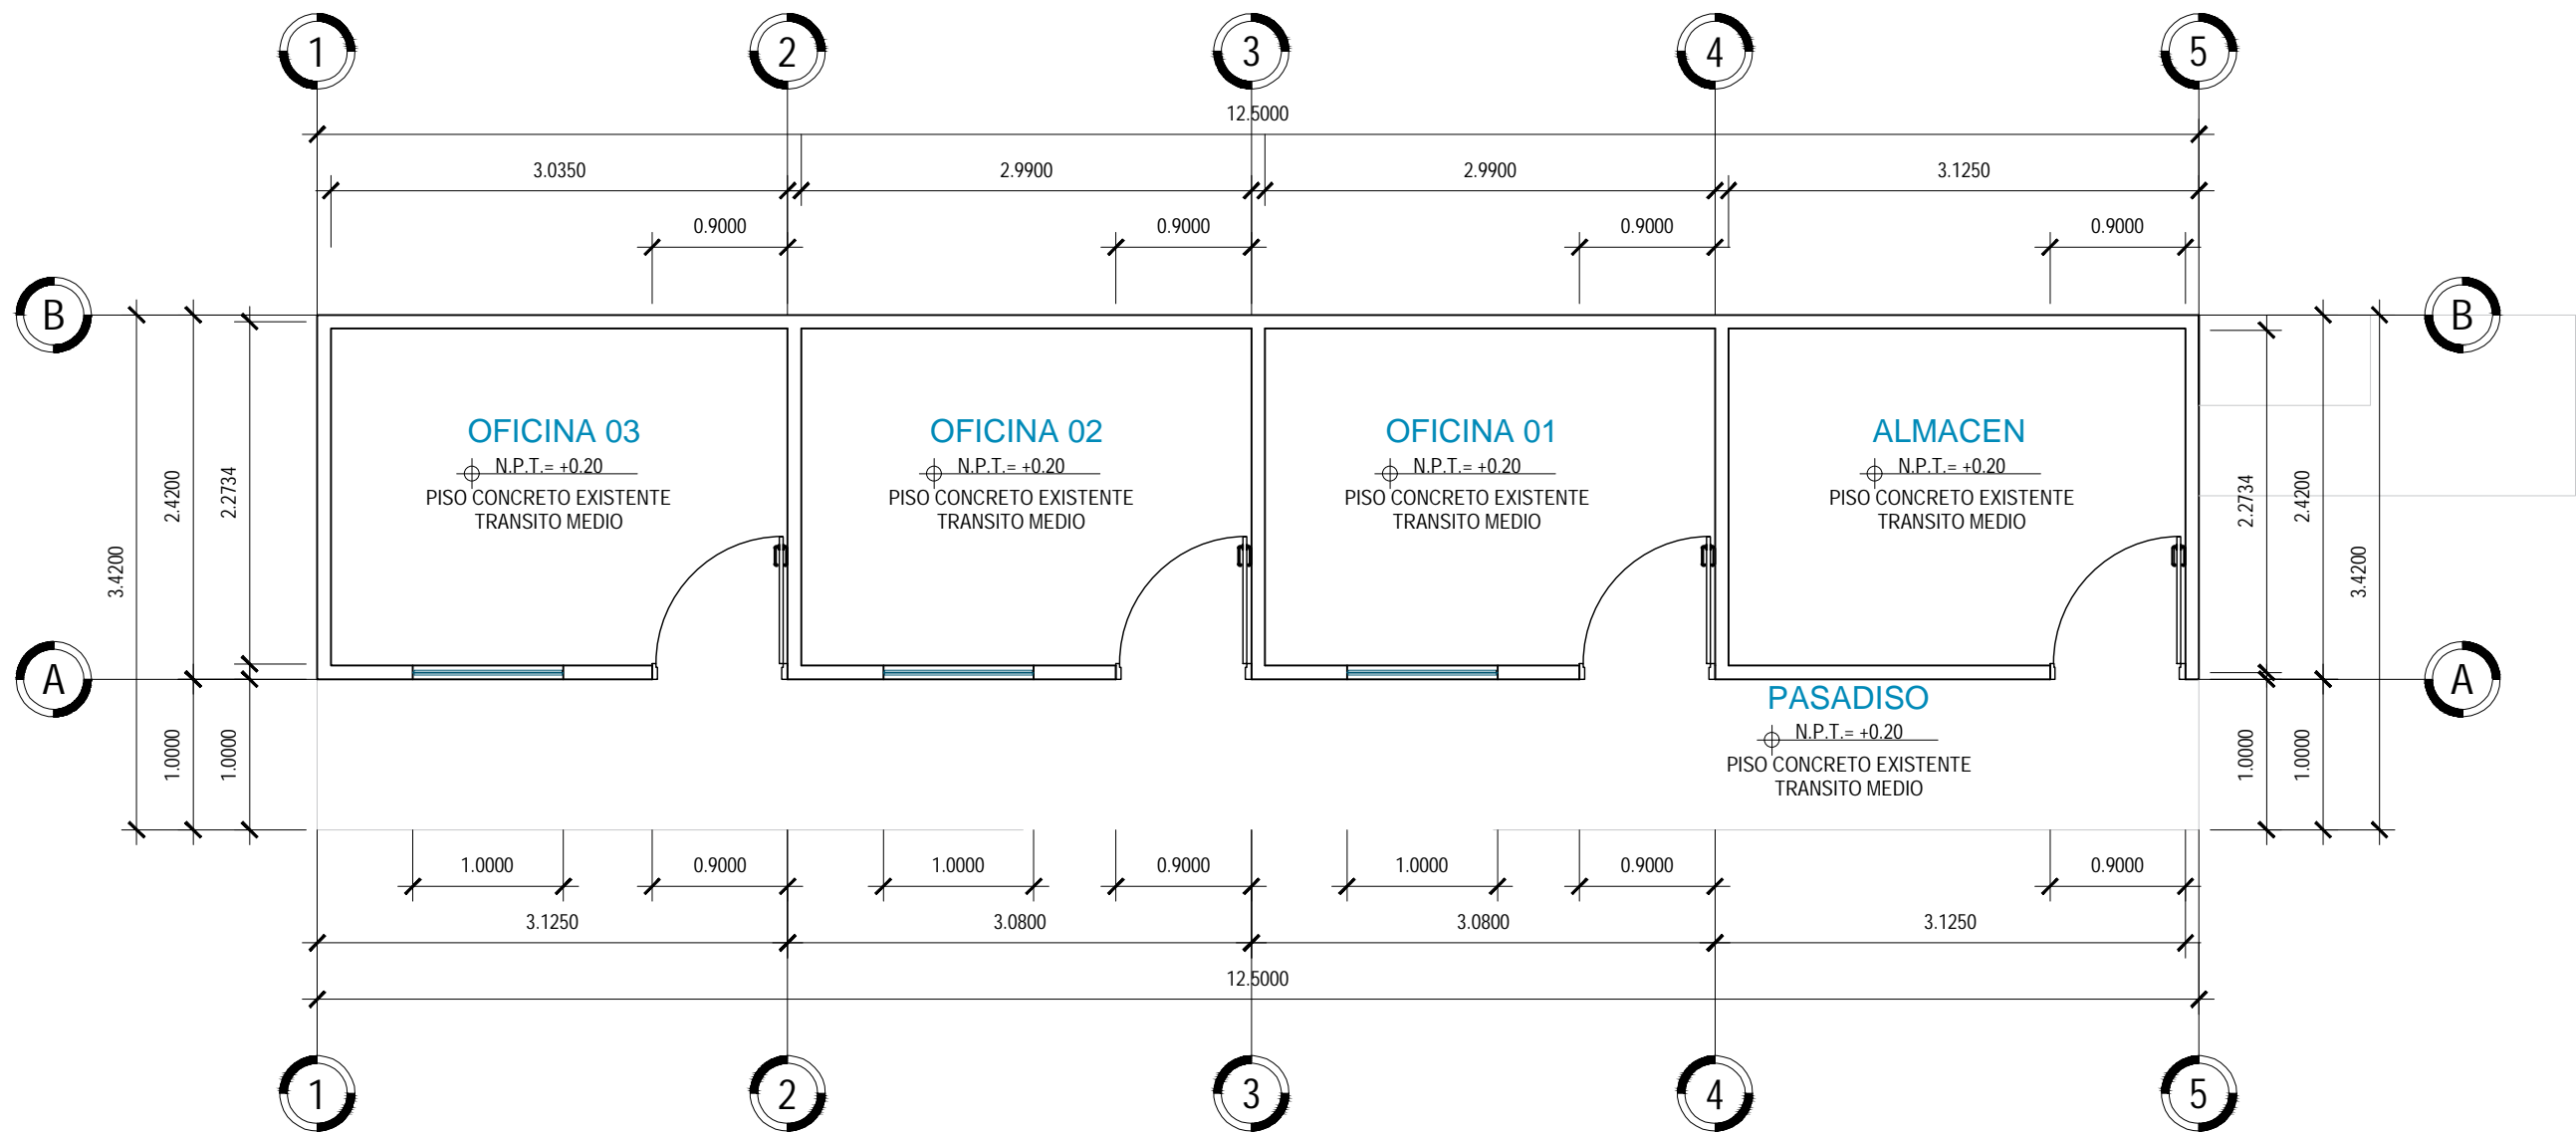 1 2 3 4 5
12.5000
3.0350 2.9900 2.9900 3.1250
0.9000 0.9000 0.9000 0.9000
B B
OFICINA 03 OFICINA 02 OFICINA 01 ALMACEN
N.P.T.= +0.20 N.P.T.= +0.20 N.P.T.= +0.20 N.P.T.= +0.20
PISO CONCRETO EXISTENTE PISO CONCRETO EXISTENTE PISO CONCRETO EXISTENTE PISO CONCRETO EXISTENTE
TRANSITO MEDIO TRANSITO MEDIO TRANSITO MEDIO TRANSITO MEDIO
3.4200 2.4200 2.2734 2.2734 2.4200 3.4200
A A
PASADISO
N.P.T.= +0.20
PISO CONCRETO EXISTENTE
TRANSITO MEDIO
1.0000 1.0000 1.0000 1.0000
1.0000 0.9000 1.0000 0.9000 1.0000 0.9000 0.9000
3.1250 3.0800 3.0800 3.1250
12.5000
1 2 3 4 5